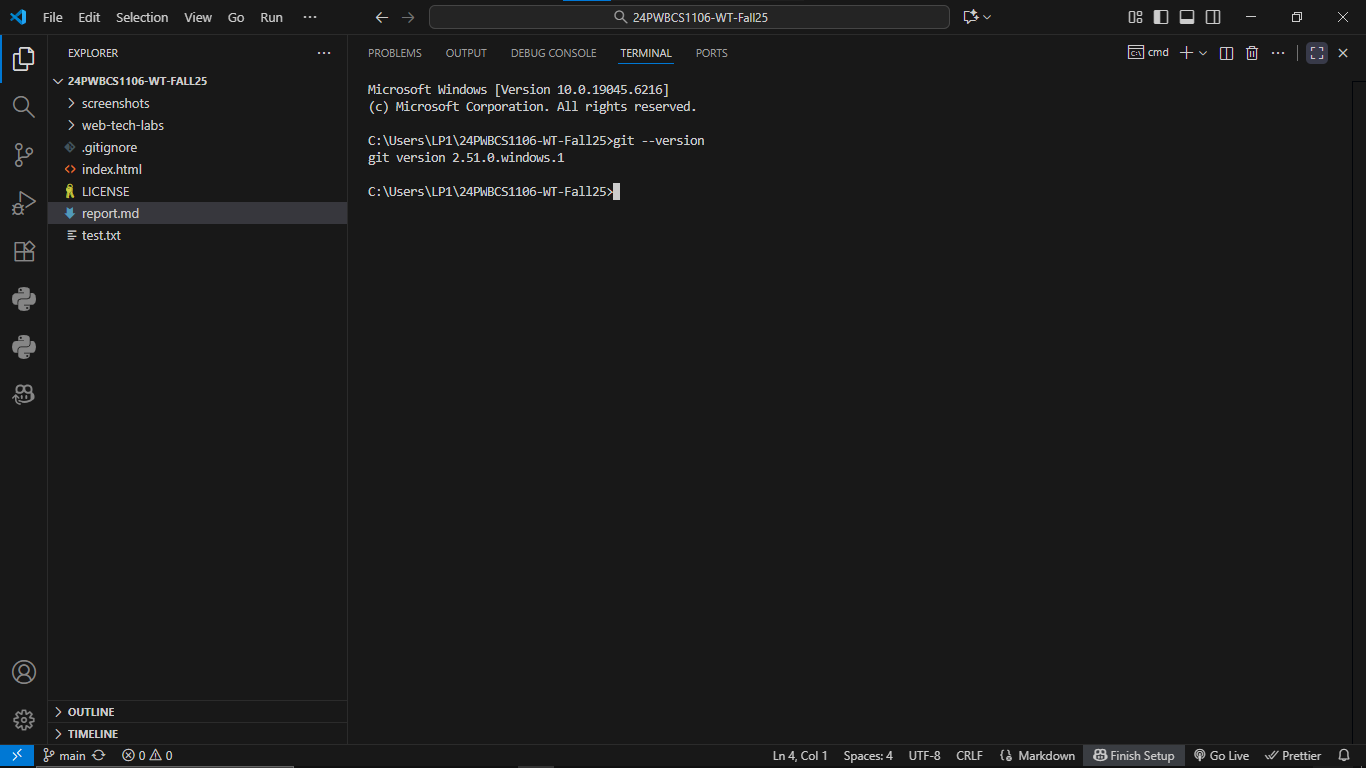 File Edit Selection View Go Run ···
24PWBCS1106-WT-Fall25
EXPLORER ···
24PWBCS1106-WT-FALL25
screenshots
web-tech-labs
.gitignore
index.html
LICENSE
report.md
test.txt
OUTLINE
TIMELINE
PROBLEMS OUTPUT DEBUG CONSOLE TERMINAL PORTS
cmd ···
Microsoft Windows [Version 10.0.19045.6216]
(c) Microsoft Corporation. All rights reserved.
C:\Users\LP1\24PWBCS1106-WT-Fall25>git --version
git version 2.51.0.windows.1
C:\Users\LP1\24PWBCS1106-WT-Fall25>
main 0 0 Ln 4, Col 1 Spaces: 4 UTF-8 CRLF {} Markdown Finish Setup Go Live Prettier